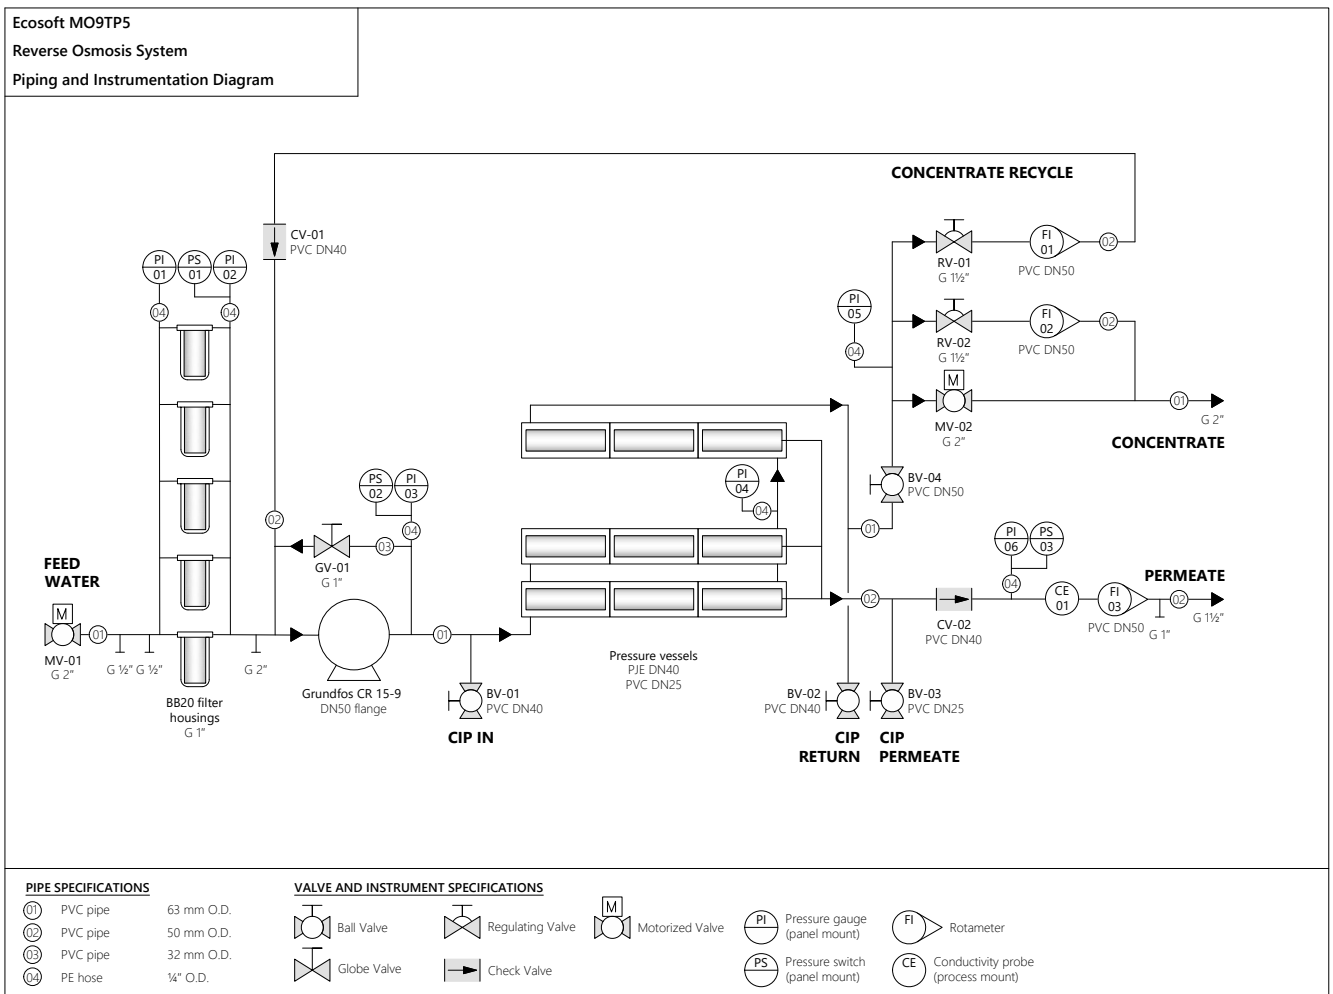 Ecosoft MO9TP5
Reverse Osmosis System
Piping and Instrumentation Diagram
CONCENTRATE RECYCLE
CV-01
PVC DN40
PI
01
PS
01
PI
02
04
04
FI
01
02
RV-01
G 1½"
PVC DN50
PI
05
04
FI
02
02
RV-02
G 1½"
PVC DN50
M
MV-02
G 2"
01
G 2"
CONCENTRATE
BV-04
PVC DN50
01
PS
02
PI
03
04
02
03
GV-01
G 1"
PI
04
04
PI
06
PS
03
04
FEED
WATER
M
01
MV-01
G 2"
G ½"
G ½"
G 2"
BB20 filter
housings
G 1"
Grundfos CR 15-9
DN50 flange
01
BV-01
PVC DN40
CIP IN
Pressure vessels
PJE DN40
PVC DN25
02
CV-02
PVC DN40
CE
01
FI
03
PVC DN50
G 1"
02
PERMEATE
G 1½"
BV-02
PVC DN40
BV-03
PVC DN25
CIP
RETURN
CIP
PERMEATE
PIPE SPECIFICATIONS
01 PVC pipe 63 mm O.D.
02 PVC pipe 50 mm O.D.
03 PVC pipe 32 mm O.D.
04 PE hose ¼" O.D.
VALVE AND INSTRUMENT SPECIFICATIONS
Ball Valve
Globe Valve
Regulating Valve
Check Valve
M
Motorized Valve
PI
Pressure gauge
(panel mount)
PS
Pressure switch
(panel mount)
FI
Rotameter
CE
Conductivity probe
(process mount)